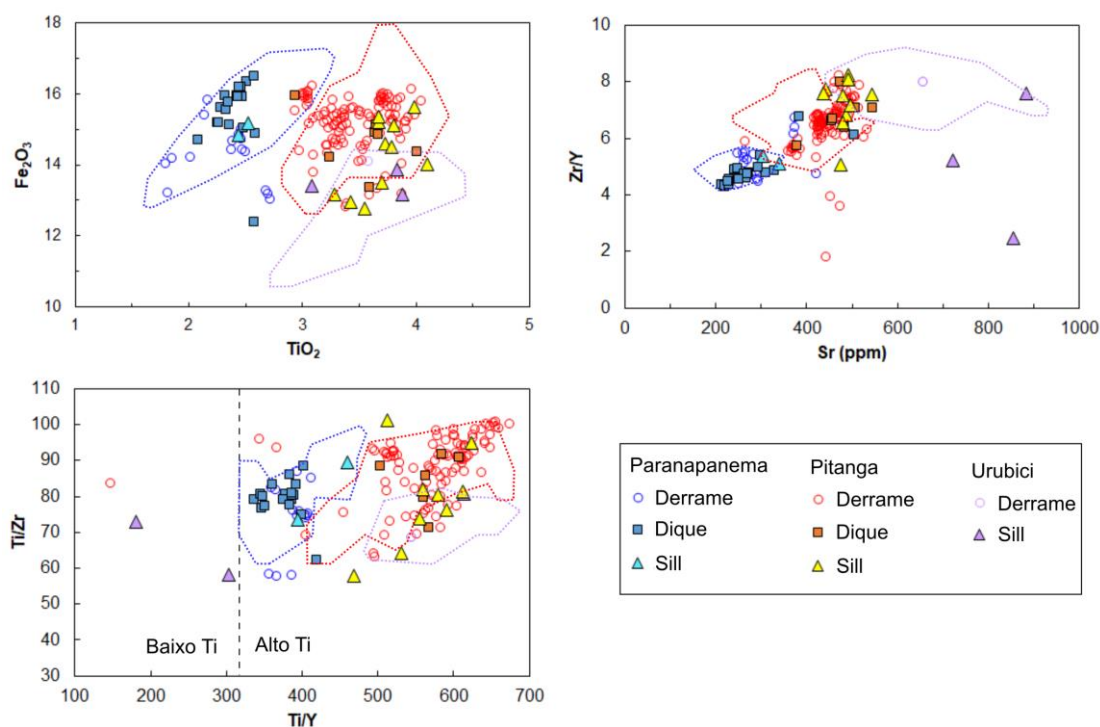 18
16
14
12
10
Fe₂O₃
1 2 3 4 5
TiO₂
10
8
6
4
2
0
Zr/Y
0 200 400 600 800 1000
Sr (ppm)
110
100
90
80
70
60
50
40
30
Ti/Zr
Baixo Ti Alto Ti
100 200 300 400 500 600 700
Ti/Y
Paranapanema Pitanga Urubici
Derrame Derrame Derrame
Dique Dique Sill
Sill Sill